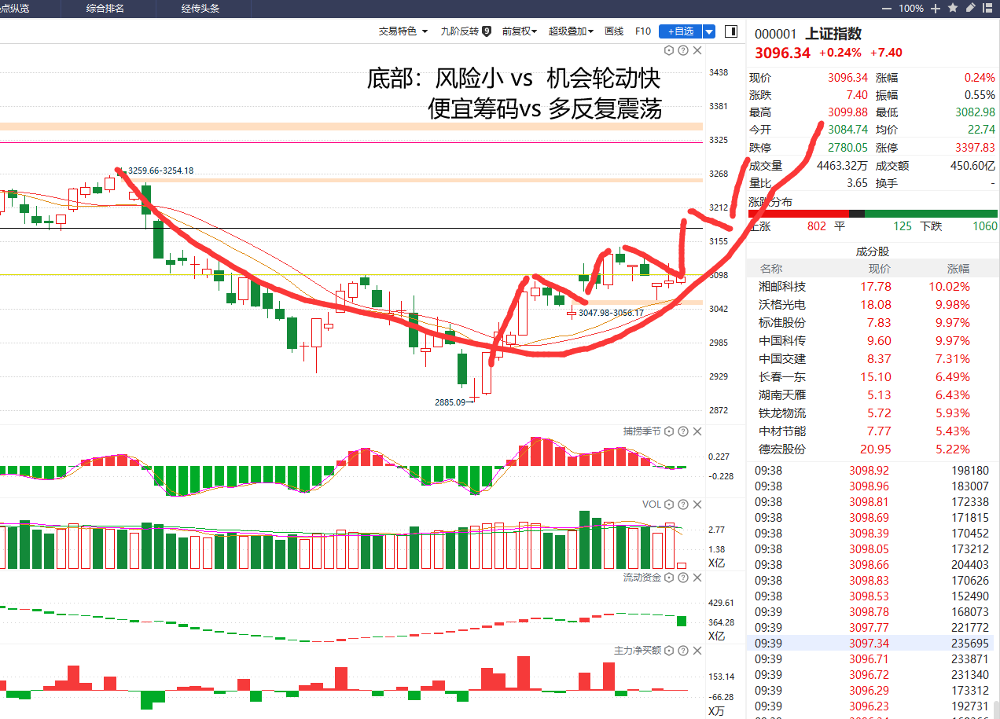 点纵览 综合排名 经传头条 100%
交易特色 九阶反转 9 前复权 超级叠加 画线 F10 +自选
底部：风险小 vs 机会轮动快
便宜筹码vs 多反复震荡
3438
3381
3325
3268
3212
3155
3098
3042
2985
2929
2872
3259.66-3254.18
3047.98-3056.17
2885.09
捕捞季节
0.227
-0.228
VOL
2.77
1.38
X亿
流动资金
429.61
364.28
X亿
主力净买额
153.14
-66.28
X万
000001 上证指数
3096.34 +0.24% +7.40
现价 3096.34 涨幅 0.24%
涨跌 7.40 振幅 0.55%
最高 3099.88 最低 3082.98
今开 3084.74 均价 22.74
跌停 2780.05 涨停 3397.83
成交量 4463.32万 成交额 450.60亿
量比 3.65 换手 -
涨跌分布
上涨 802 平 125 下跌 1060
成分股
名称 现价 涨幅
湘邮科技 17.78 10.02%
沃格光电 18.08 9.98%
标准股份 7.83 9.97%
中国科传 9.60 9.97%
中国交建 8.37 7.31%
长春一东 15.10 6.49%
湖南天雁 5.13 6.43%
铁龙物流 5.72 5.93%
中材节能 7.77 5.43%
德宏股份 20.95 5.22%
09:38 3098.92 198180
09:38 3098.96 183007
09:38 3098.81 172338
09:38 3098.69 171815
09:38 3098.39 170452
09:38 3098.05 173212
09:38 3098.66 204403
09:38 3098.83 170626
09:38 3098.53 152490
09:39 3098.78 168073
09:39 3097.77 221772
09:39 3097.34 235695
09:39 3096.71 233871
09:39 3096.72 231340
09:39 3096.29 173312
09:39 3096.23 192731